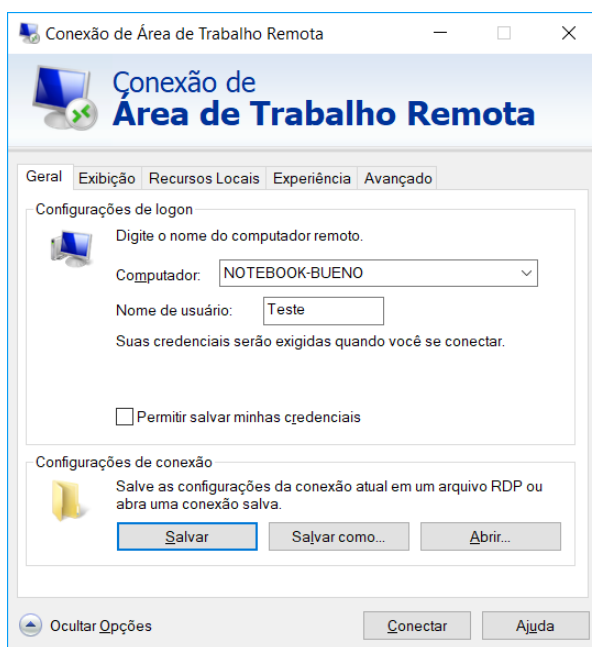 Conexão de Área de Trabalho Remota
Conexão de
Área de Trabalho Remota
Geral Exibição Recursos Locais Experiência Avançado
Configurações de logon
Digite o nome do computador remoto.
Computador: NOTEBOOK-BUENO
Nome de usuário: Teste
Suas credenciais serão exigidas quando você se conectar.
Permitir salvar minhas credenciais
Configurações de conexão
Salve as configurações da conexão atual em um arquivo RDP ou
abra uma conexão salva.
Salvar Salvar como... Abrir...
Ocultar Opções Conectar Ajuda